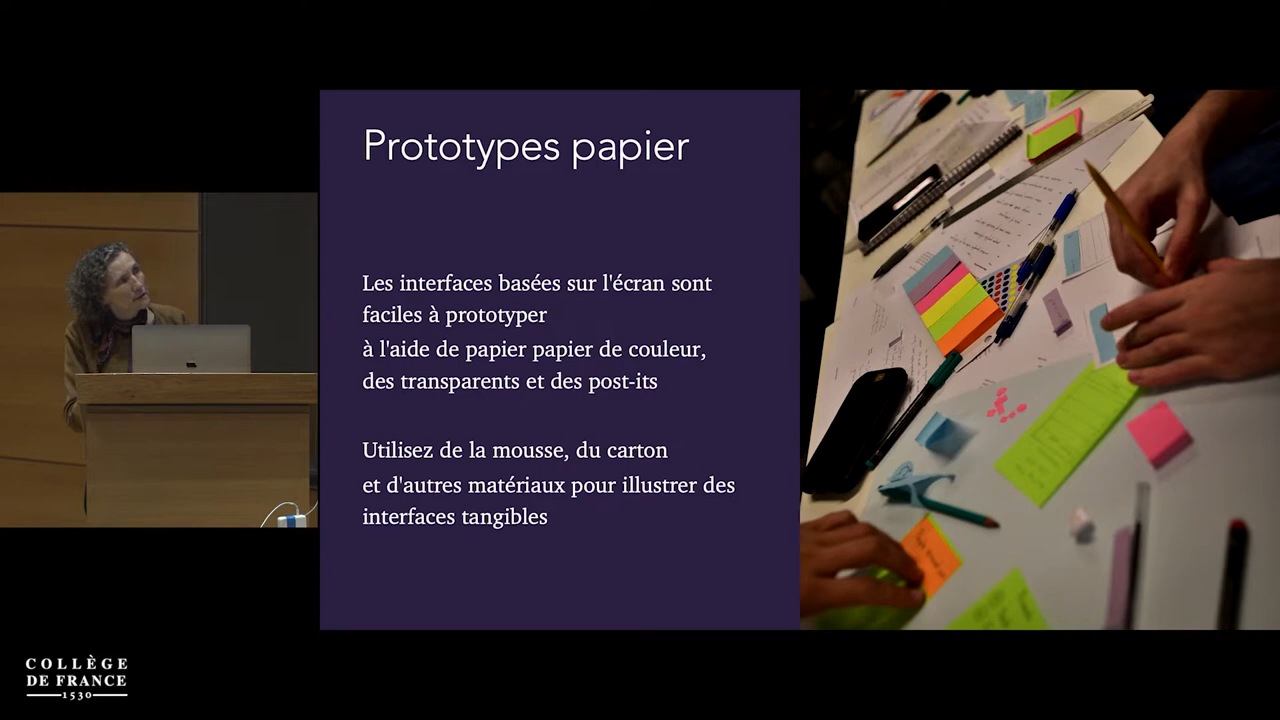 Prototypes papier
Les interfaces basées sur l'écran sont
faciles à prototyper
à l'aide de papier papier de couleur,
des transparents et des post-its
Utilisez de la mousse, du carton
et d'autres matériaux pour illustrer des
interfaces tangibles
COLLÈGE
DE FRANCE
1530